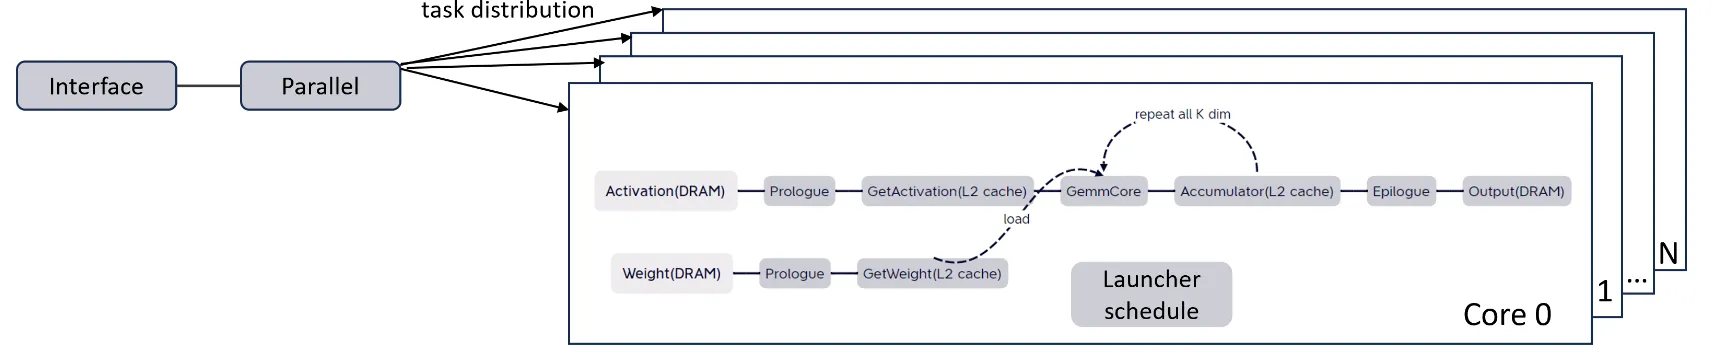 task distribution
Interface
Parallel
repeat all K dim
Activation(DRAM)
Prologue
GetActivation(L2 cache)
GemmCore
Accumulator(L2 cache)
Epilogue
Output(DRAM)
load
Weight(DRAM)
Prologue
GetWeight(L2 cache)
Launcher
schedule
Core 0
1
...
N